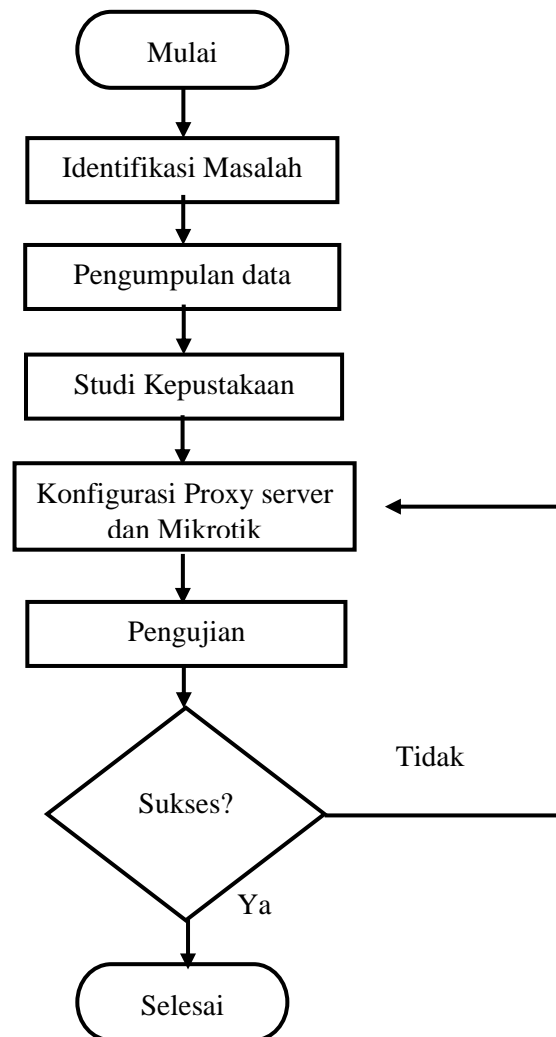 Mulai
Identifikasi Masalah
Pengumpulan data
Studi Kepustakaan
Konfigurasi Proxy server
dan Mikrotik
Pengujian
Tidak
Sukses?
Ya
Selesai